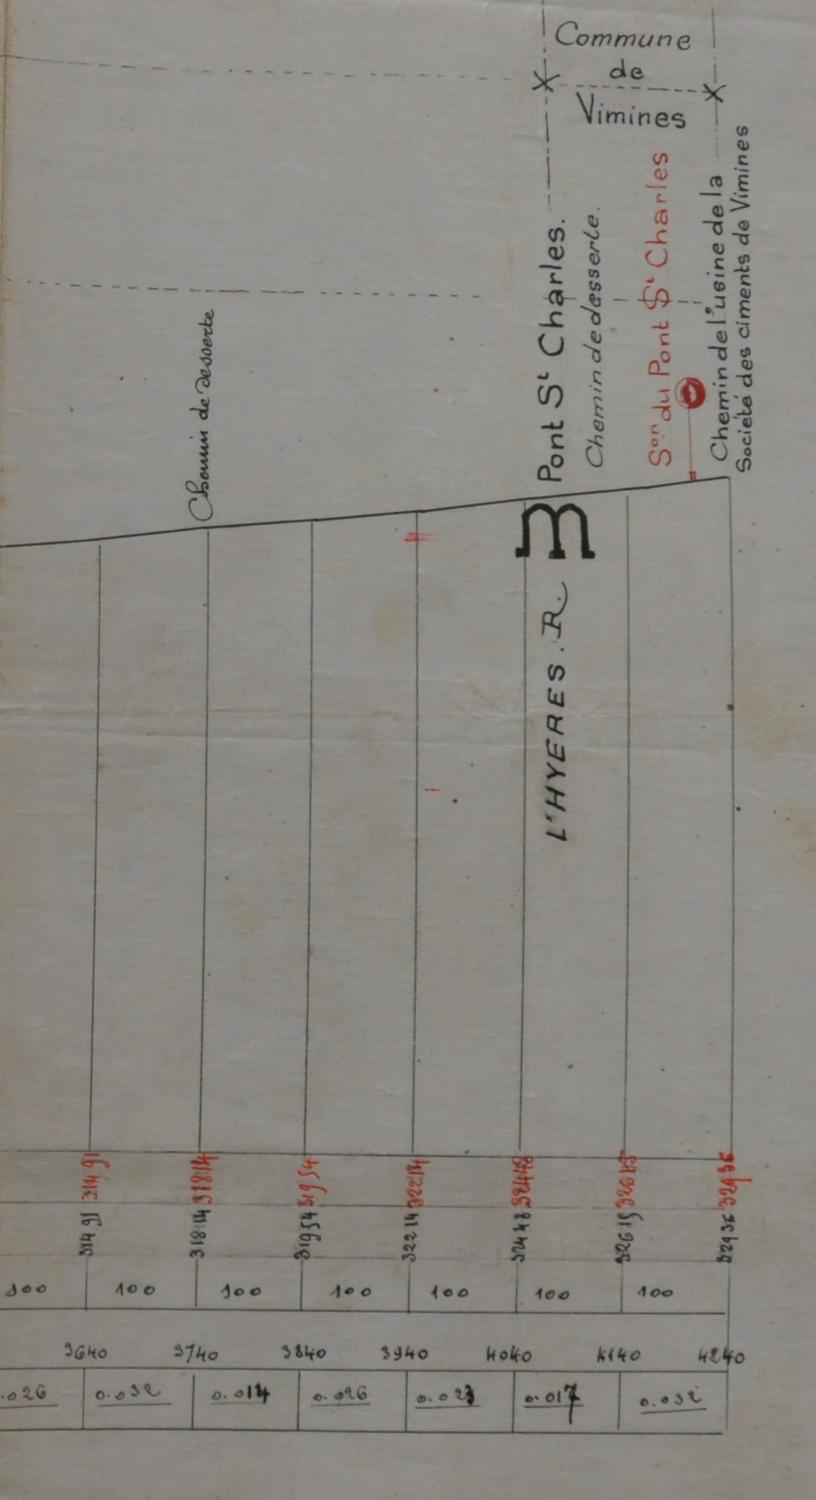 Commune
de
Vimines
Chemin de desserte
Pont Sᵗ Charles.
Chemin de desserte.
Sᵒⁿ du Pont Sᵗ Charles
Chemin de l'usine de la
Société des ciments de Vimines
L'HYERES. R.
314 91 318 14 319 54 322 14 324 48 326 15 329 36
314 91 318 14 319 54 322 14 324 48 326 15 329 36
100 100 100 100 100 100 100
3640 3740 3840 3940 4040 4140 4240
.026 0.032 0.014 0.026 0.023 0.017 0.032